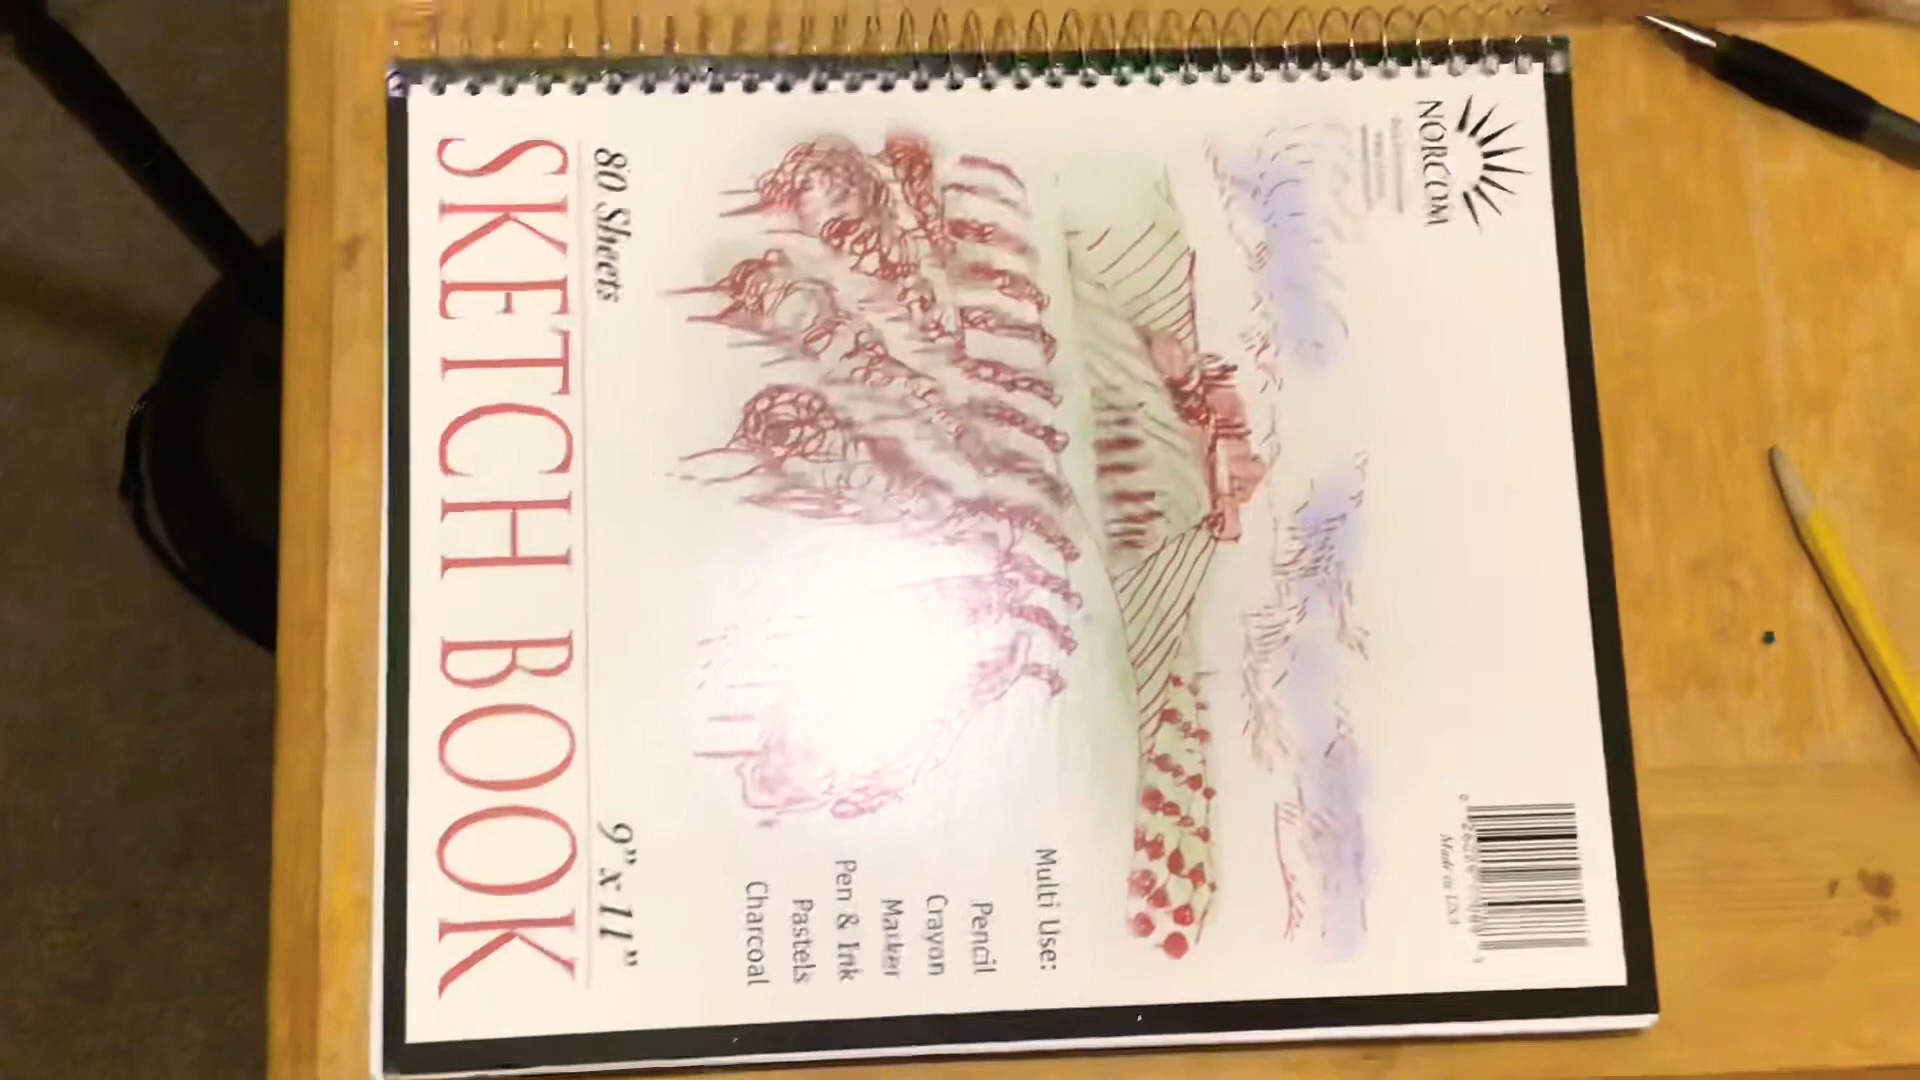 NORCOM
Made in USA
Multi Use:
Pencil
Crayon
Marker
Pen & Ink
Pastels
Charcoal
80 Sheets
9” x 11”
SKETCH BOOK